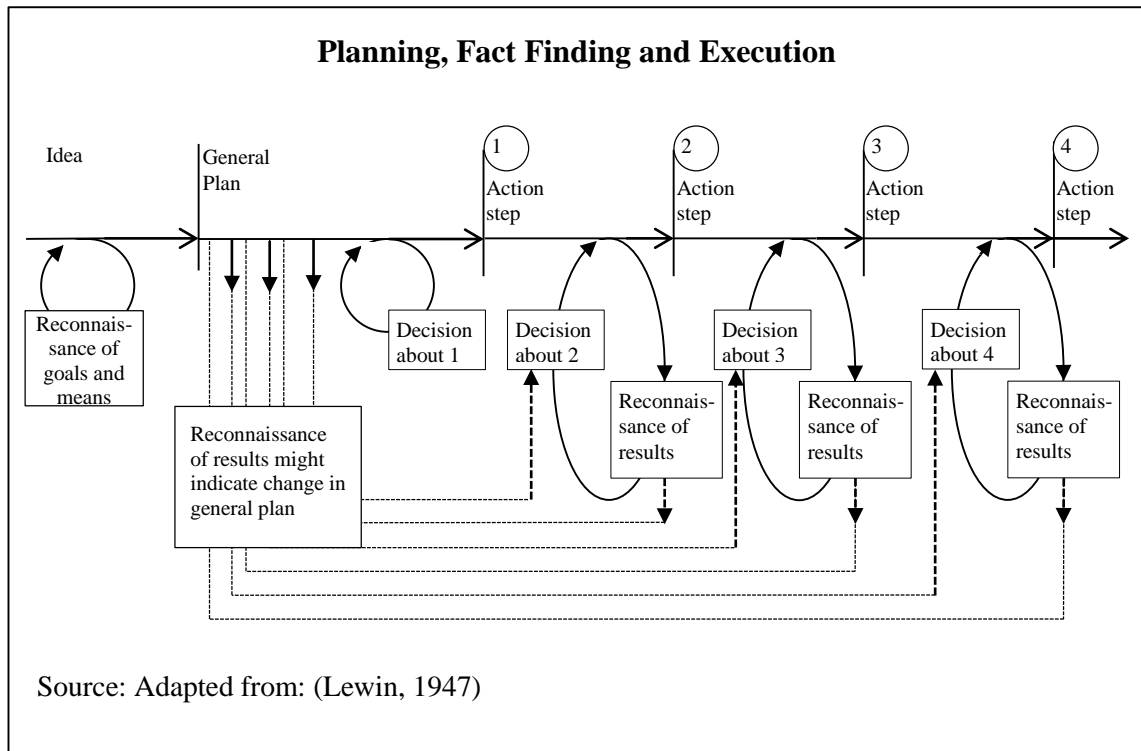 Planning, Fact Finding and Execution
Idea
General
Plan
1
Action
step
2
Action
step
3
Action
step
4
Action
step
Reconnais-
sance of
goals and
means
Decision
about 1
Decision
about 2
Decision
about 3
Decision
about 4
Reconnais-
sance of
results
Reconnais-
sance of
results
Reconnais-
sance of
results
Reconnaissance
of results might
indicate change in
general plan
Source: Adapted from: (Lewin, 1947)